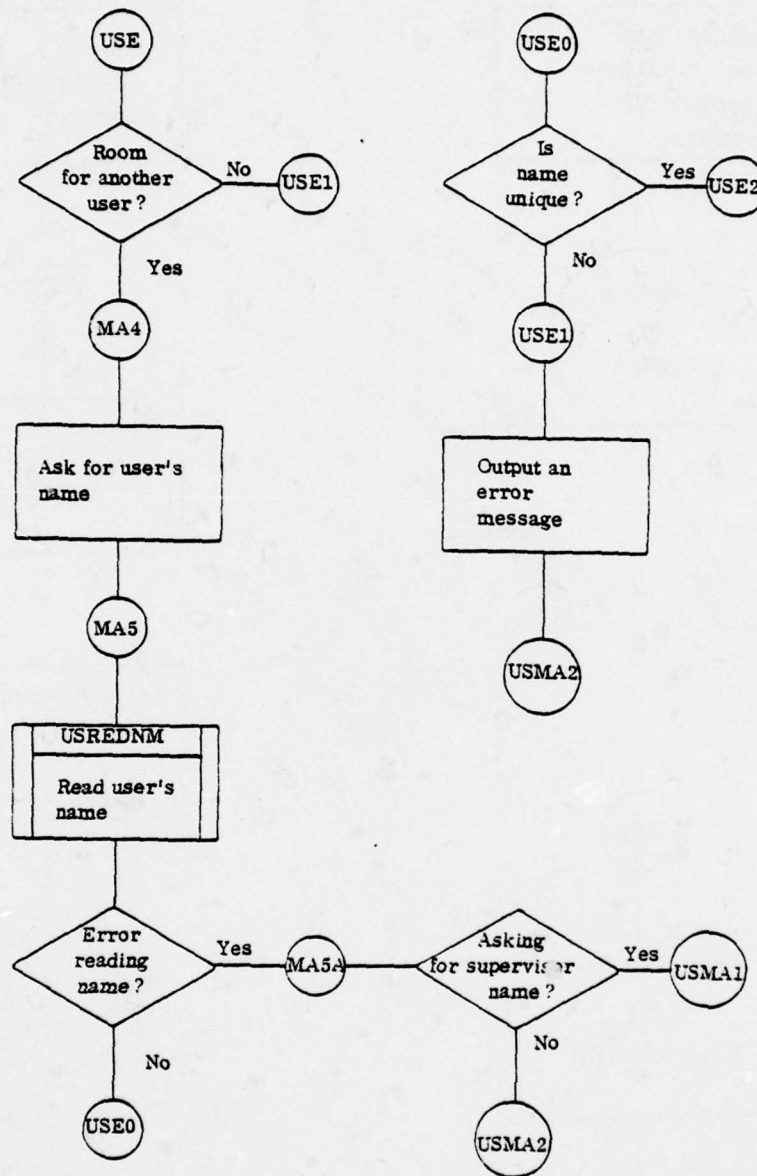 USE
Room
for another
user?
No
USE1
Yes
MA4
Ask for user's
name
MA5
USREDNM
Read user's
name
Error
reading
name?
Yes
MA5A
Asking
for supervisor
name?
Yes
USMA1
No
USMA2
No
USE0
USE0
Is
name
unique?
Yes
USE2
No
USE1
Output an
error
message
USMA2